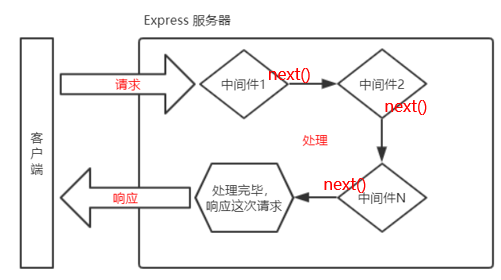 Express 服务器
客户端
请求
中间件1
next()
中间件2
next()
处理
中间件N
next()
处理完毕，
响应这次请求
响应